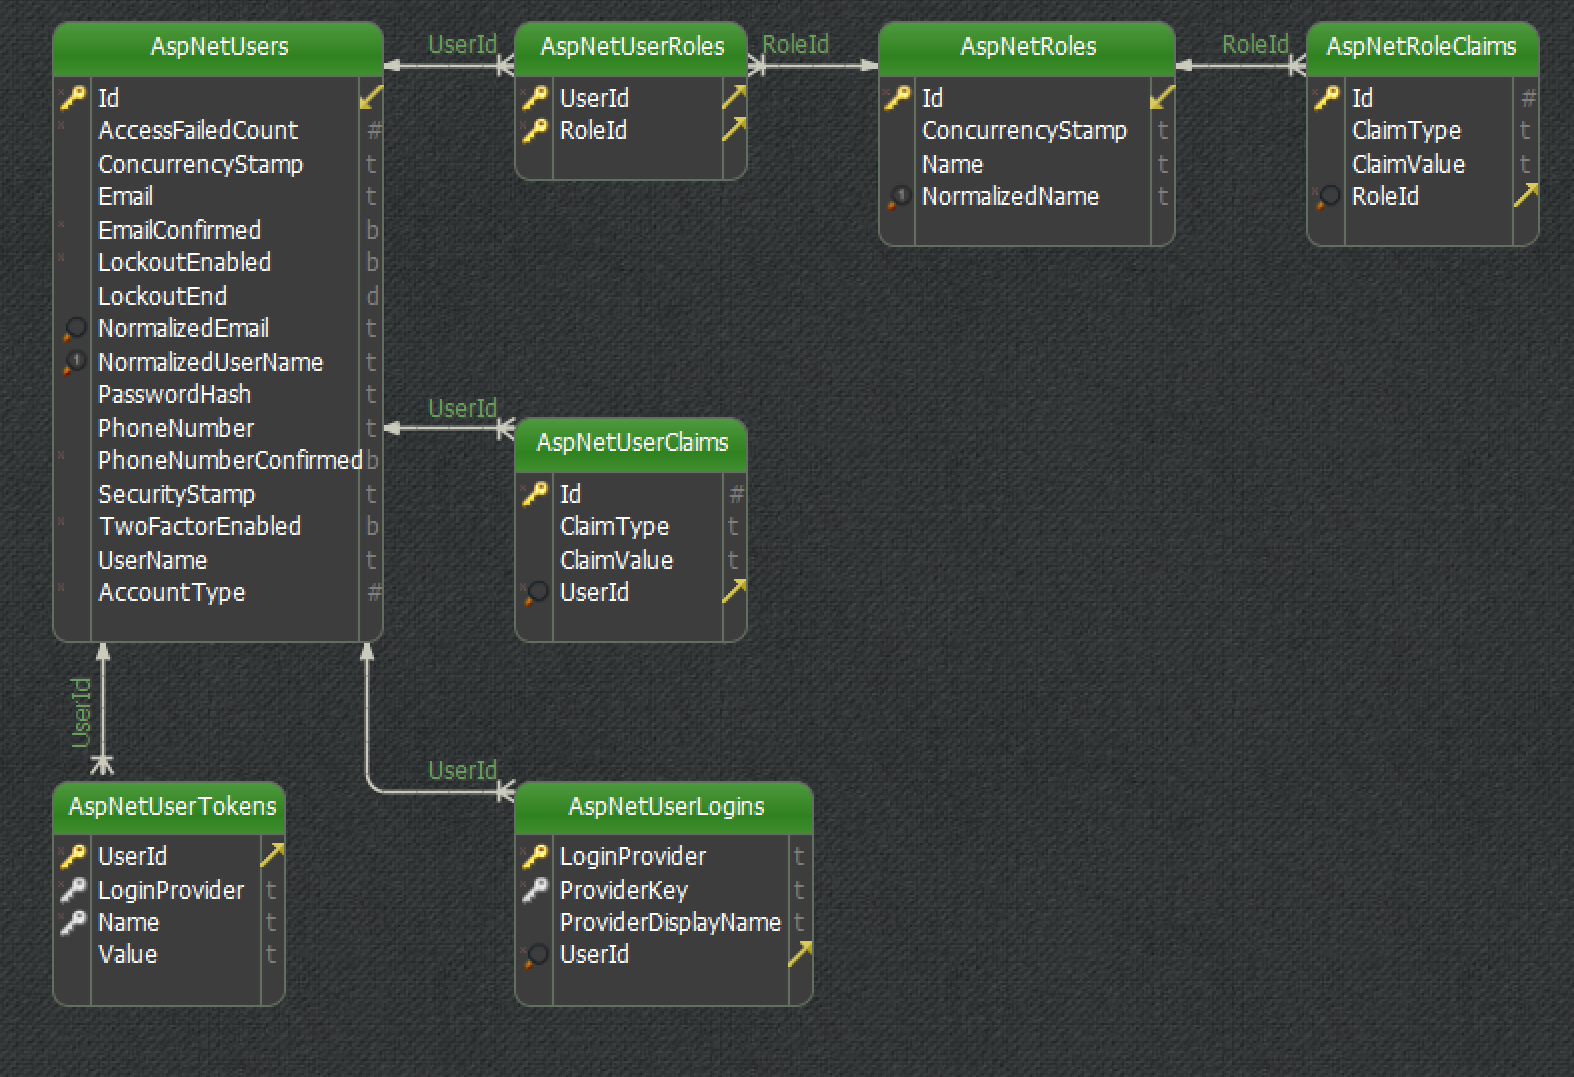 AspNetUsers
Id
AccessFailedCount #
ConcurrencyStamp t
Email t
EmailConfirmed b
LockoutEnabled b
LockoutEnd d
NormalizedEmail t
1 NormalizedUserName t
PasswordHash t
PhoneNumber t
PhoneNumberConfirmed b
SecurityStamp t
TwoFactorEnabled b
UserName t
AccountType #
UserId
AspNetUserRoles
UserId
RoleId
RoleId
AspNetRoles
Id
ConcurrencyStamp t
Name t
1 NormalizedName t
RoleId
AspNetRoleClaims
Id #
ClaimType t
ClaimValue t
RoleId
UserId
AspNetUserClaims
Id #
ClaimType t
ClaimValue t
UserId
UserId
AspNetUserTokens
UserId
LoginProvider t
Name t
Value t
UserId
AspNetUserLogins
LoginProvider t
ProviderKey t
ProviderDisplayName t
UserId